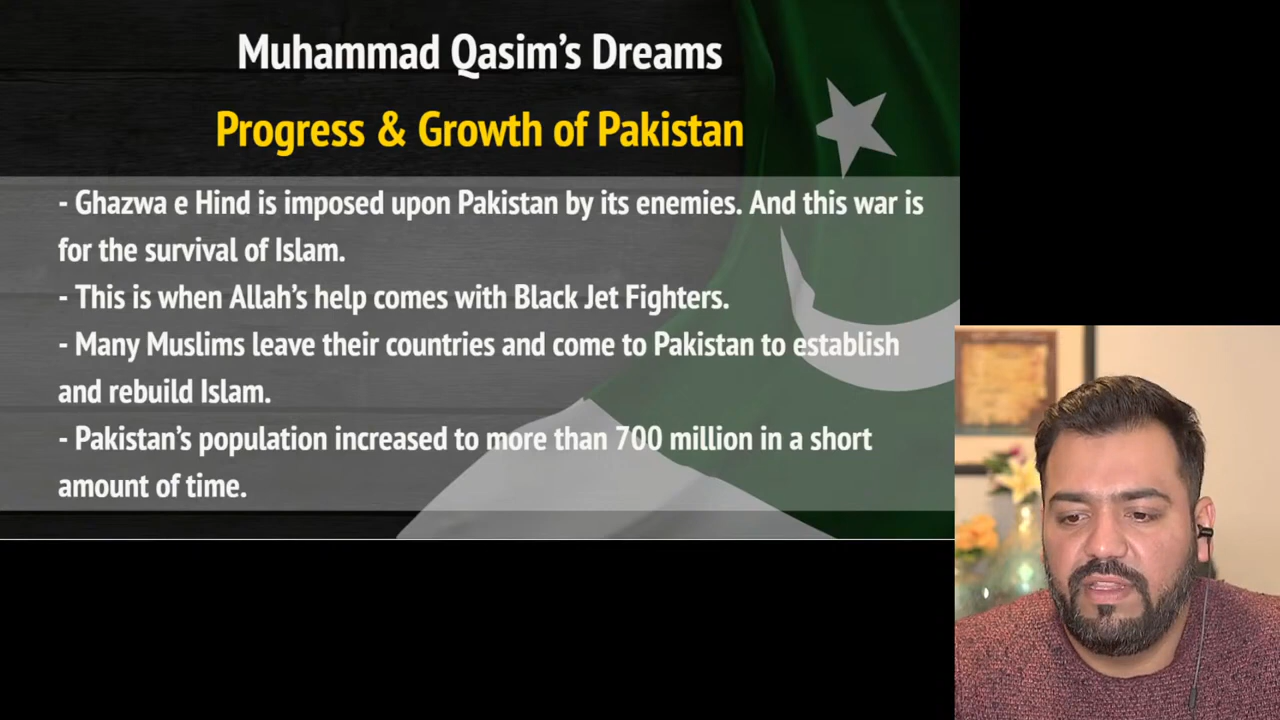 Muhammad Qasim's Dreams
Progress & Growth of Pakistan
- Ghazwa e Hind is imposed upon Pakistan by its enemies. And this war is
for the survival of Islam.
- This is when Allah's help comes with Black Jet Fighters.
- Many Muslims leave their countries and come to Pakistan to establish
and rebuild Islam.
- Pakistan's population increased to more than 700 million in a short
amount of time.